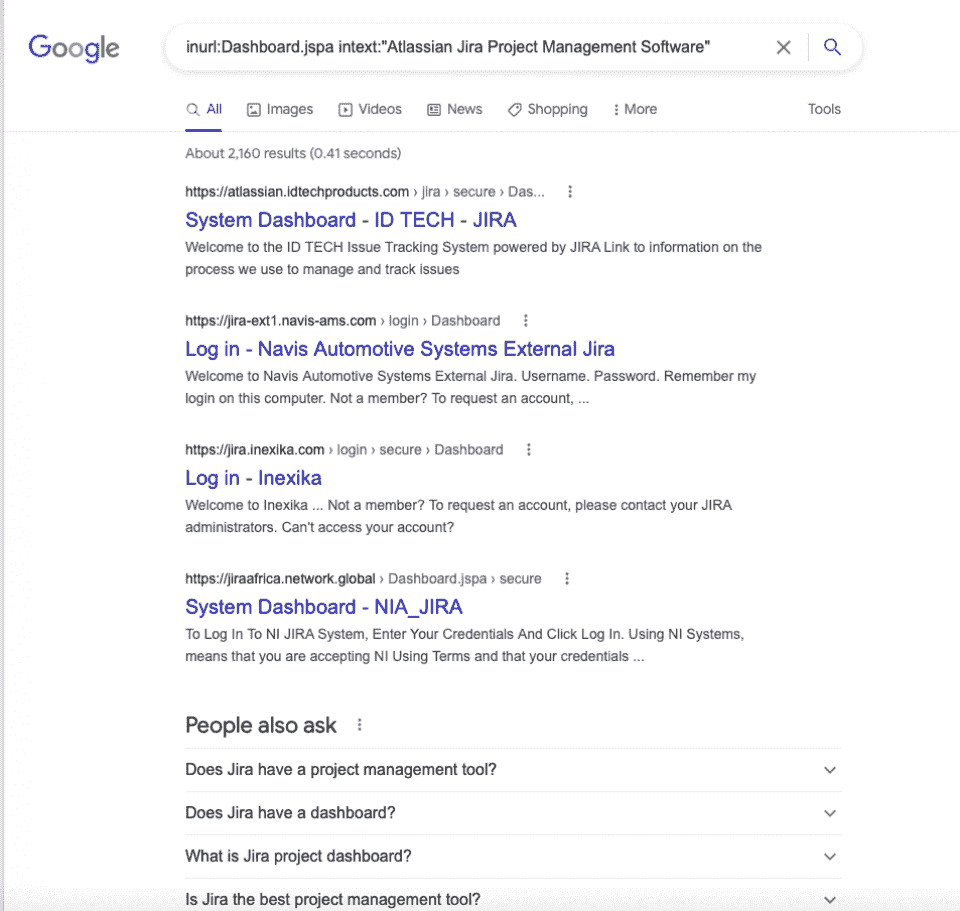 Google
inurl:Dashboard.jspa intext:"Atlassian Jira Project Management Software"
All Images Videos News Shopping More Tools
About 2,160 results (0.41 seconds)
https://atlassian.idtechproducts.com › jira › secure › Das...
System Dashboard - ID TECH - JIRA
Welcome to the ID TECH Issue Tracking System powered by JIRA Link to information on the
process we use to manage and track issues
https://jira-ext1.navis-ams.com › login › Dashboard
Log in - Navis Automotive Systems External Jira
Welcome to Navis Automotive Systems External Jira. Username. Password. Remember my
login on this computer. Not a member? To request an account, ...
https://jira.inexika.com › login › secure › Dashboard
Log in - Inexika
Welcome to Inexika ... Not a member? To request an account, please contact your JIRA
administrators. Can't access your account?
https://jiraafrica.network.global › Dashboard.jspa › secure
System Dashboard - NIA_JIRA
To Log In To NI JIRA System, Enter Your Credentials And Click Log In. Using NI Systems,
means that you are accepting NI Using Terms and that your credentials ...
People also ask
Does Jira have a project management tool?
Does Jira have a dashboard?
What is Jira project dashboard?
Is Jira the best project management tool?